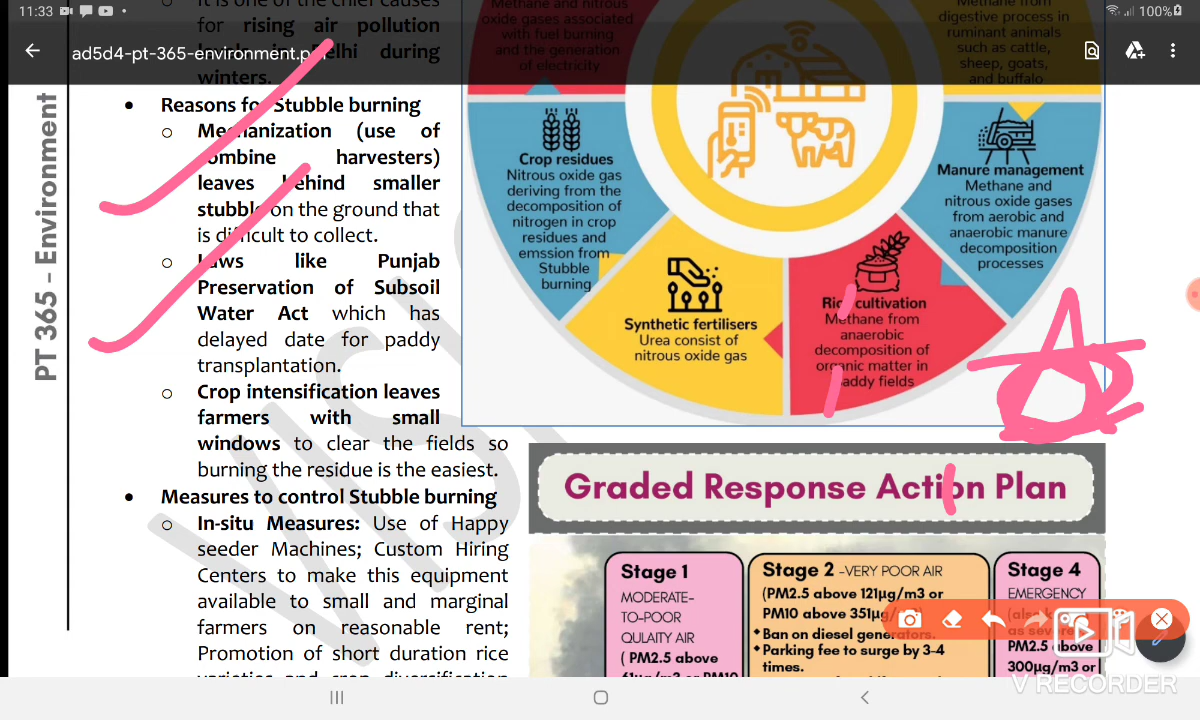 11:33
100%
ad5d4-pt-365-environment.p
PT 365 - Environment
It is one of the chief causes
for rising air pollution
Delhi during
winters.
Reasons for Stubble burning
Mechanization (use of
combine harvesters)
leaves behind smaller
stubble on the ground that
is difficult to collect.
Laws like Punjab
Preservation of Subsoil
Water Act which has
delayed date for paddy
transplantation.
Crop intensification leaves
farmers with small
windows to clear the fields so
burning the residue is the easiest.
Measures to control Stubble burning
In-situ Measures: Use of Happy
seeder Machines; Custom Hiring
Centers to make this equipment
available to small and marginal
farmers on reasonable rent;
Promotion of short duration rice
varieties and crop diversification
Methane and nitrous
oxide gases associated
with fuel burning
and the generation
of electricity
Methane from
digestive process in
ruminant animals
such as cattle,
sheep, goats,
and buffalo
Crop residues
Nitrous oxide gas
deriving from the
decomposition of
nitrogen in crop
residues and
emssion from
Stubble
burning
Manure management
Methane and
nitrous oxide gases
from aerobic and
anaerobic manure
decomposition
processes
Synthetic fertilisers
Urea consist of
nitrous oxide gas
Rice cultivation
Methane from
anaerobic
decomposition of
organic matter in
paddy fields
Graded Response Action Plan
Stage 1
MODERATE-
TO-POOR
QULAITY AIR
( PM2.5 above
61µg/m3 or PM10
Stage 2 -VERY POOR AIR
(PM2.5 above 121µg/m3 or
PM10 above 351µg/
Ban on diesel generators.
Parking fee to surge by 3-4
times.
Stage 4
EMERGENCY
PM2.5 above
300µg/m3 or
V RECORDER
VISI